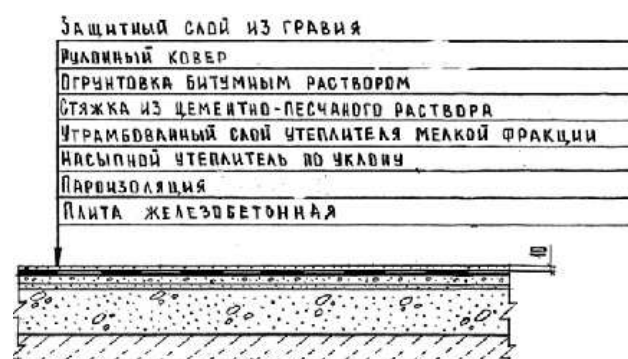 Защитный слой из гравия
Рулонный ковер
Огрунтовка битумным раствором
Стяжка из цементно-песчаного раствора
Утрамбованный слой утеплителя мелкой фракции
Насыпной утеплитель по уклону
Пароизоляция
Плита железобетонная